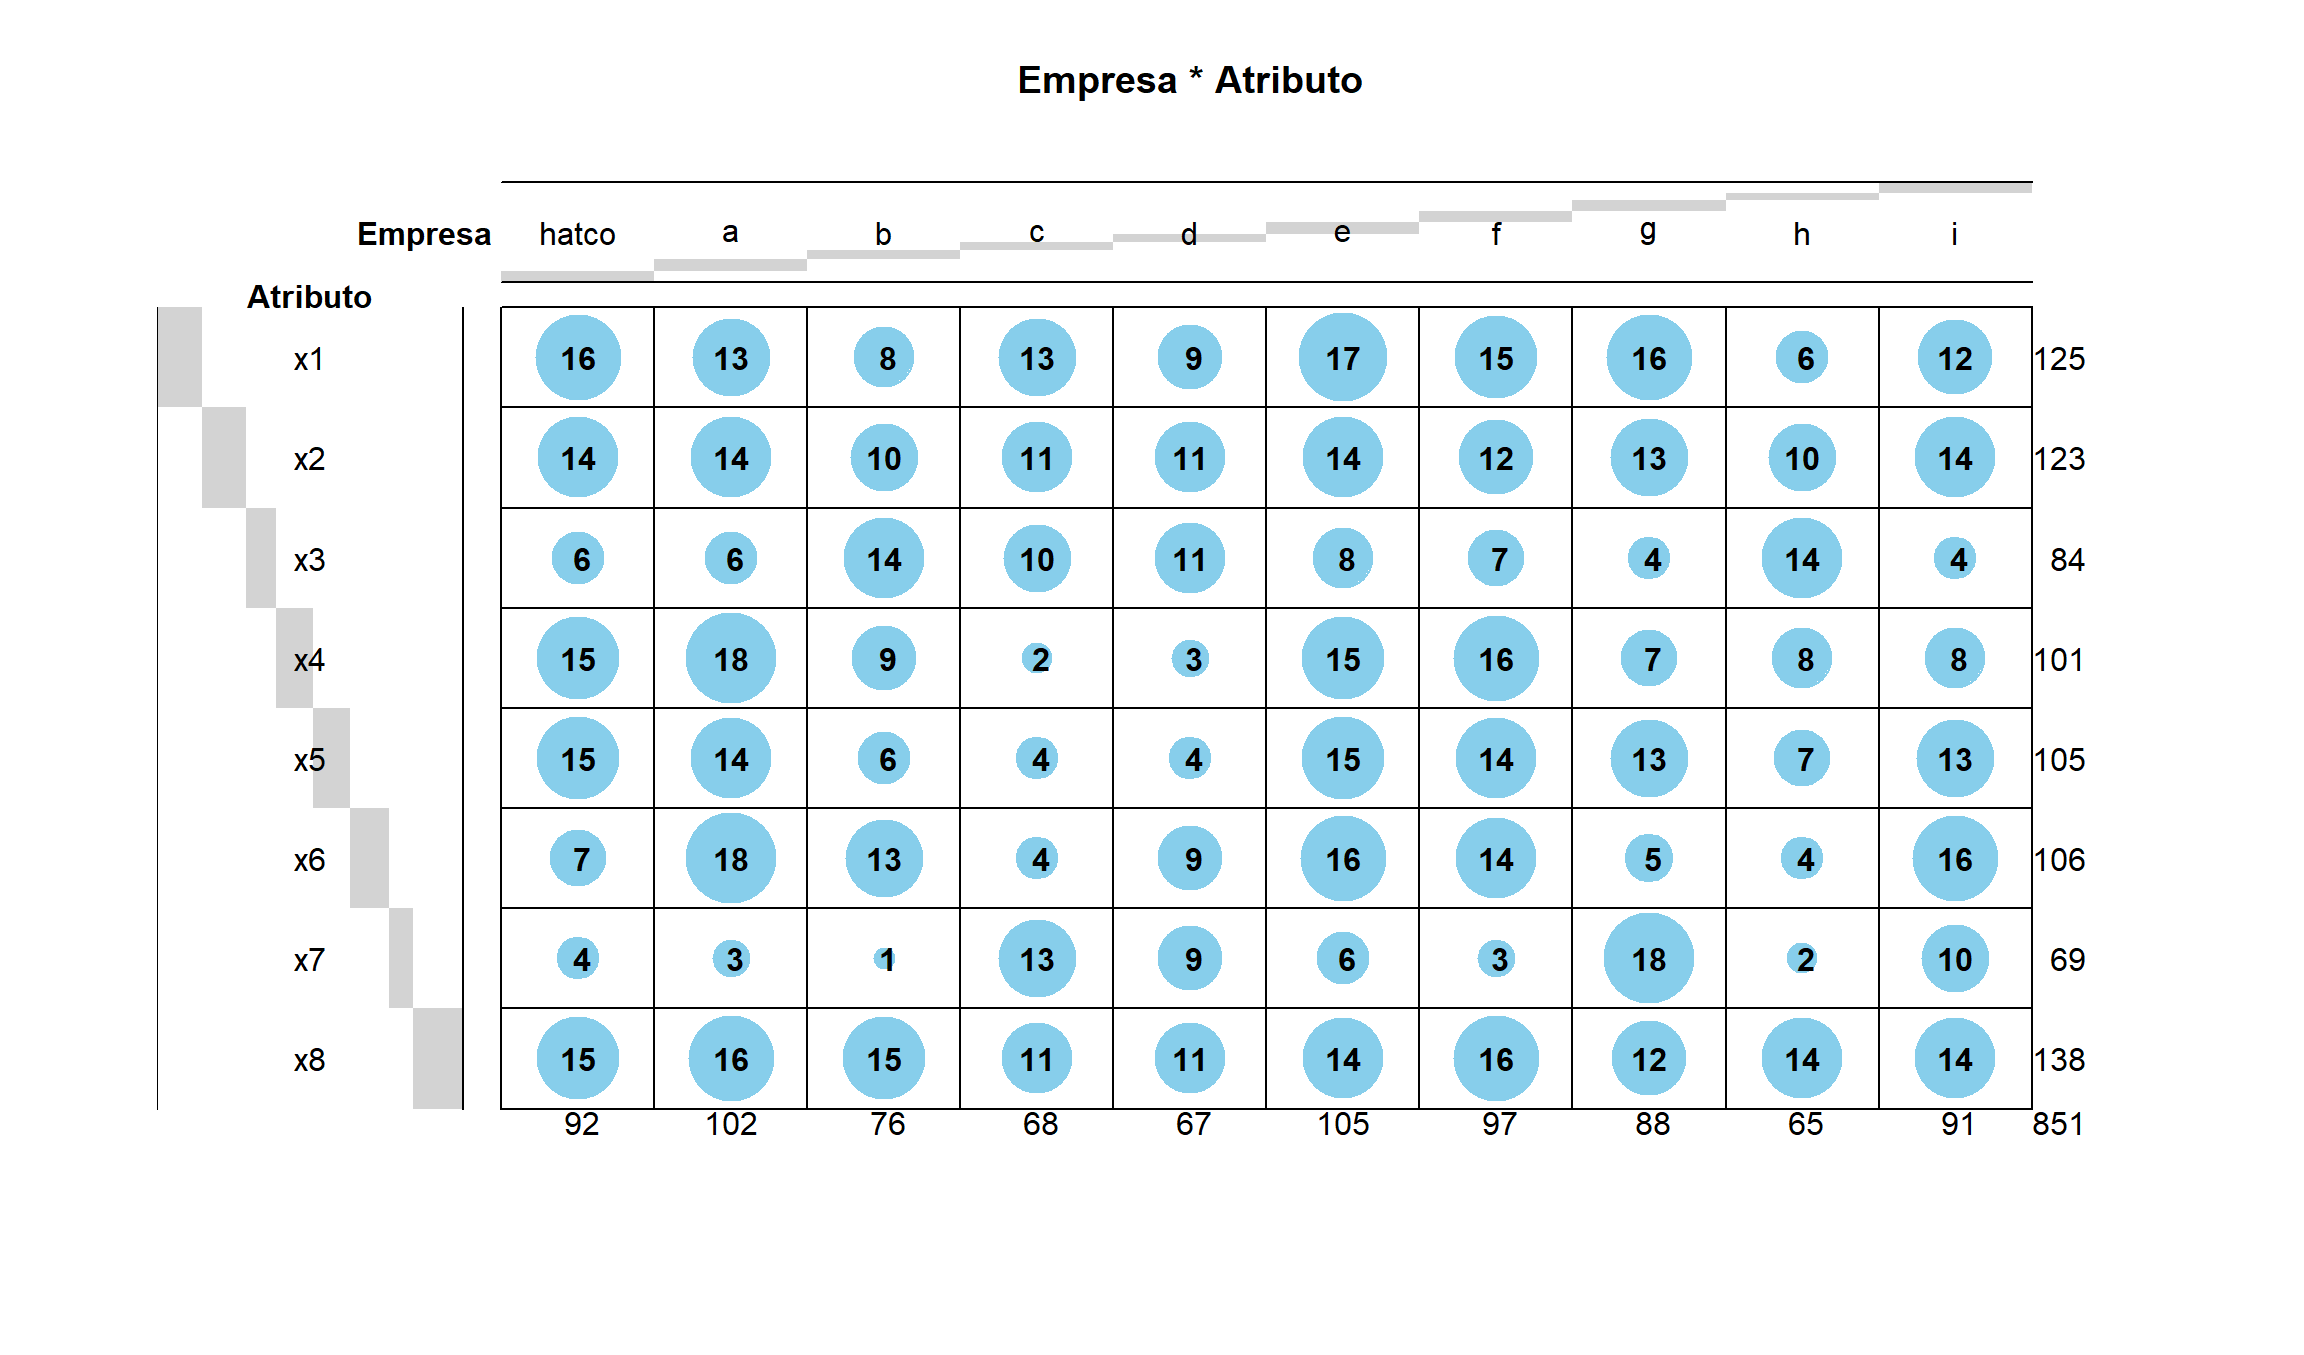 Empresa * Atributo
Empresa hatco a b c d e f g h i
Atributo
x1 16 13 8 13 9 17 15 16 6 12 125
x2 14 14 10 11 11 14 12 13 10 14 123
x3 6 6 14 10 11 8 7 4 14 4 84
x4 15 18 9 2 3 15 16 7 8 8 101
x5 15 14 6 4 4 15 14 13 7 13 105
x6 7 18 13 4 9 16 14 5 4 16 106
x7 4 3 1 13 9 6 3 18 2 10 69
x8 15 16 15 11 11 14 16 12 14 14 138
92 102 76 68 67 105 97 88 65 91 851